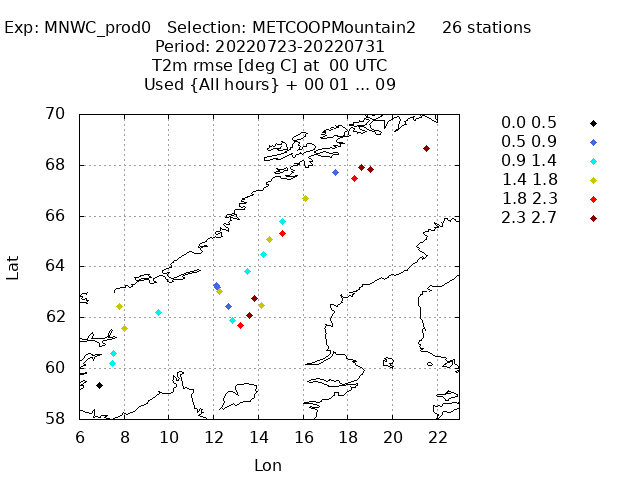 Exp: MNWC_prod0   Selection: METCOOPMountain2     26 stations
Period: 20220723-20220731
T2m rmse [deg C] at  00 UTC
Used {All hours} + 00 01 ... 09
70
68
66
64
62
60
58
Lat
6 8 10 12 14 16 18 20 22
Lon
0.0 0.5
0.5 0.9
0.9 1.4
1.4 1.8
1.8 2.3
2.3 2.7